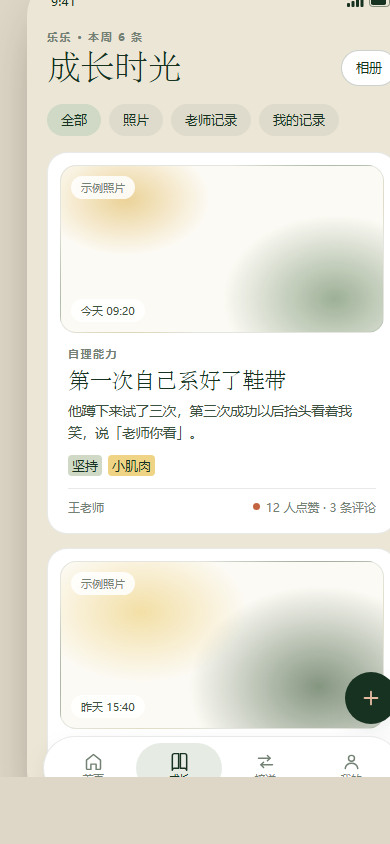 9:41
乐乐 • 本周 6 条
成长时光
相册
全部
照片
老师记录
我的记录
示例照片
今天 09:20
自理能力
第一次自己系好了鞋带
他蹲下来试了三次，第三次成功以后抬头看着我
笑，说「老师你看」。
坚持
小肌肉
王老师
12 人点赞 · 3 条评论
示例照片
昨天 15:40